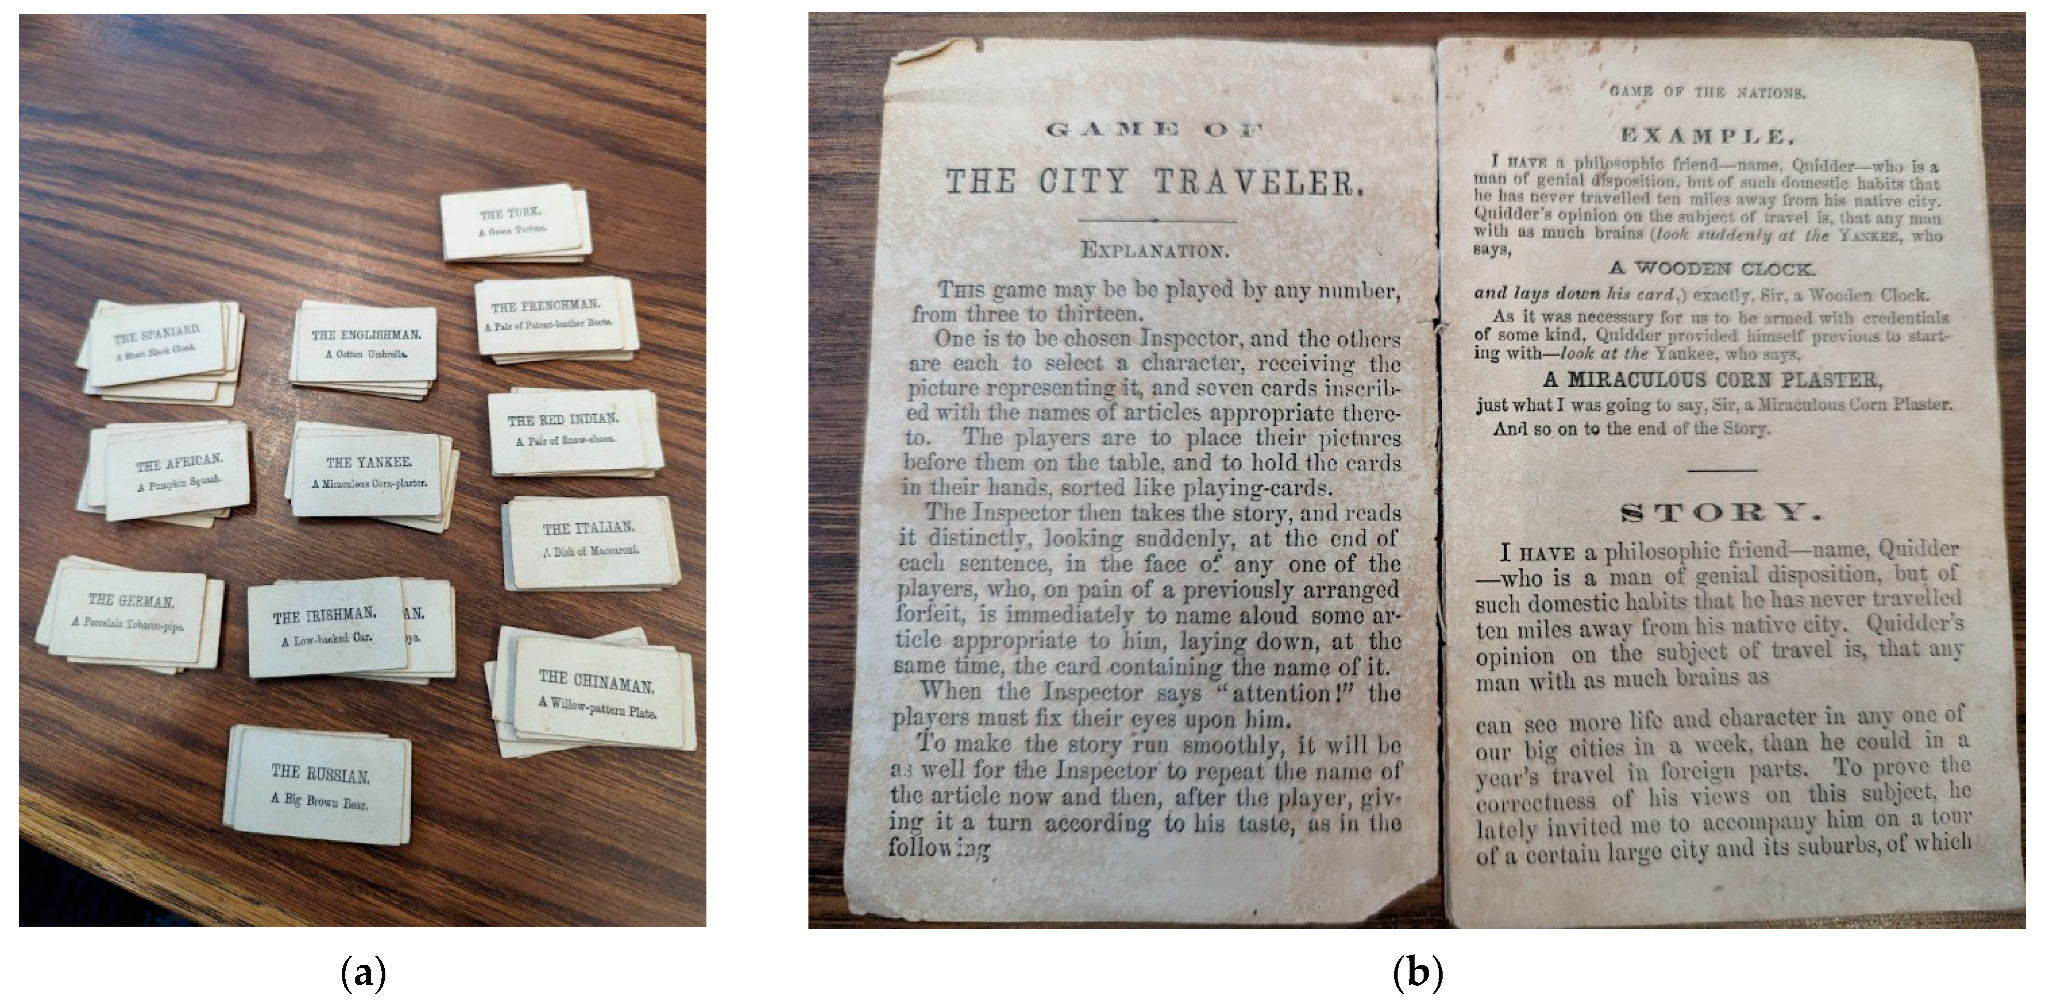 THE TURK.
A Green Turban.
THE SPANIARD.
A Short Black Cloak.
THE ENGLISHMAN.
A Cotton Umbrella.
THE FRENCHMAN.
A Pair of Patent-leather Boots.
THE RED INDIAN.
A Pair of Snow-shoes.
THE AFRICAN.
A Pumpkin Squash.
THE YANKEE.
A Miraculous Corn-plaster.
THE ITALIAN.
A Dish of Maccaroni.
THE GERMAN.
A Porcelain Tobacco-pipe.
THE IRISHMAN.
A Low-backed Car.
AN.
ys.
THE CHINAMAN.
A Willow-pattern Plate.
THE RUSSIAN.
A Big Brown Bear.
(a)
GAME OF
THE CITY TRAVELER.
EXPLANATION.
THIS game may be be played by any number,
from three to thirteen.
One is to be chosen Inspector, and the others
are each to select a character, receiving the
picture representing it, and seven cards inscrib-
ed with the names of articles appropriate there-
to. The players are to place their pictures
before them on the table, and to hold the cards
in their hands, sorted like playing-cards.
The Inspector then takes the story, and reads
it distinctly, looking suddenly, at the end of
each sentence, in the face of any one of the
players, who, on pain of a previously arranged
forfeit, is immediately to name aloud some ar-
ticle appropriate to him, laying down, at the
same time, the card containing the name of it.
When the Inspector says "attention!" the
players must fix their eyes upon him.
To make the story run smoothly, it will be
as well for the Inspector to repeat the name of
the article now and then, after the player, giv-
ing it a turn according to his taste, as in the
following
GAME OF THE NATIONS.
EXAMPLE.
I HAVE a philosophic friend—name, Quidder—who is a
man of genial disposition, but of such domestic habits that
he has never travelled ten miles away from his native city.
Quidder's opinion on the subject of travel is, that any man
with as much brains (look suddenly at the YANKEE, who
says,
A WOODEN CLOCK.
and lays down his card,) exactly, Sir, a Wooden Clock.
As it was necessary for us to be armed with credentials
of some kind, Quidder provided himself previous to start-
ing with—look at the Yankee, who says,
A MIRACULOUS CORN PLASTER,
just what I was going to say, Sir, a Miraculous Corn Plaster.
And so on to the end of the Story.
STORY.
I HAVE a philosophic friend—name, Quidder
—who is a man of genial disposition, but of
such domestic habits that he has never travelled
ten miles away from his native city. Quidder's
opinion on the subject of travel is, that any
man with as much brains as
can see more life and character in any one of
our big cities in a week, than he could in a
year's travel in foreign parts. To prove the
correctness of his views on this subject, he
lately invited me to accompany him on a tour
of a certain large city and its suburbs, of which
(b)